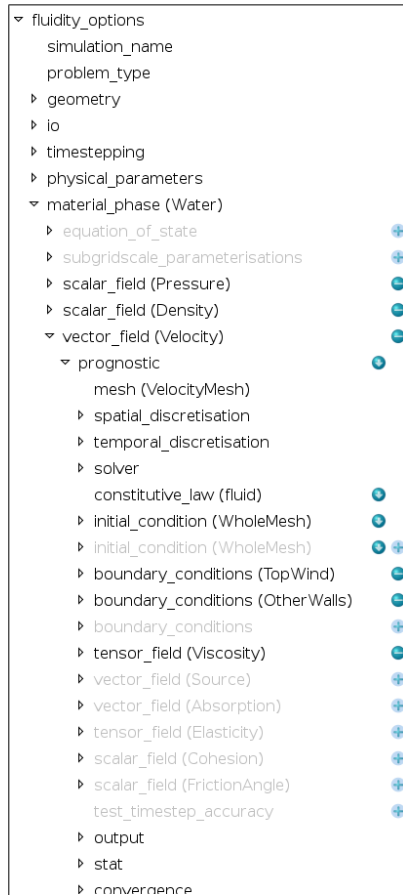 fluidity_options
simulation_name
problem_type
geometry
io
timestepping
physical_parameters
material_phase (Water)
equation_of_state
subgridscale_parameterisations
scalar_field (Pressure)
scalar_field (Density)
vector_field (Velocity)
prognostic
mesh (VelocityMesh)
spatial_discretisation
temporal_discretisation
solver
constitutive_law (fluid)
initial_condition (WholeMesh)
initial_condition (WholeMesh)
boundary_conditions (TopWind)
boundary_conditions (OtherWalls)
boundary_conditions
tensor_field (Viscosity)
vector_field (Source)
vector_field (Absorption)
tensor_field (Elasticity)
scalar_field (Cohesion)
scalar_field (FrictionAngle)
test_timestep_accuracy
output
stat
convergence